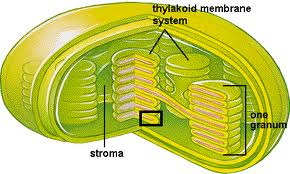 thylakoid membrane
system
one
granum
stroma